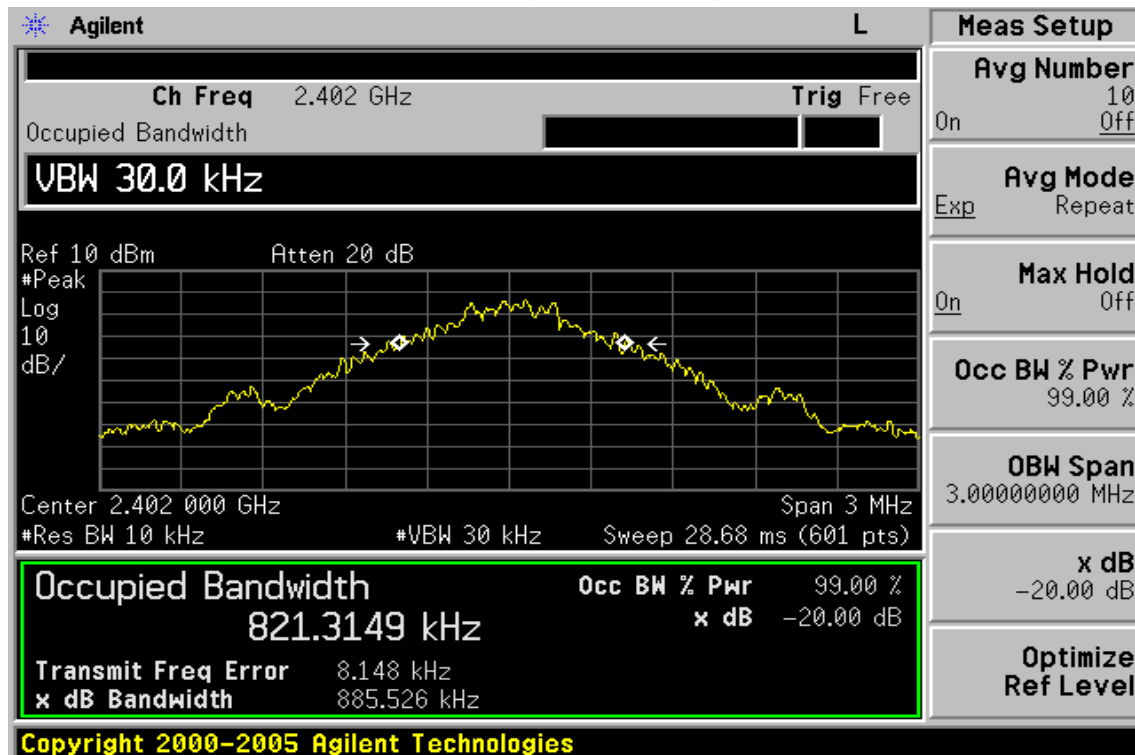 Agilent L
Ch Freq 2.402 GHz Trig Free
Occupied Bandwidth
VBW 30.0 kHz
Ref 10 dBm Atten 20 dB
#Peak
Log
10
dB/
Center 2.402 000 GHz Span 3 MHz
#Res BW 10 kHz #VBW 30 kHz Sweep 28.68 ms (601 pts)
Occupied Bandwidth
821.3149 kHz
Occ BW % Pwr 99.00 %
x dB -20.00 dB
Transmit Freq Error 8.148 kHz
x dB Bandwidth 885.526 kHz
Copyright 2000-2005 Agilent Technologies
Meas Setup
Avg Number
10
On Off
Avg Mode
Exp Repeat
Max Hold
On Off
Occ BW % Pwr
99.00 %
OBW Span
3.00000000 MHz
x dB
-20.00 dB
Optimize
Ref Level